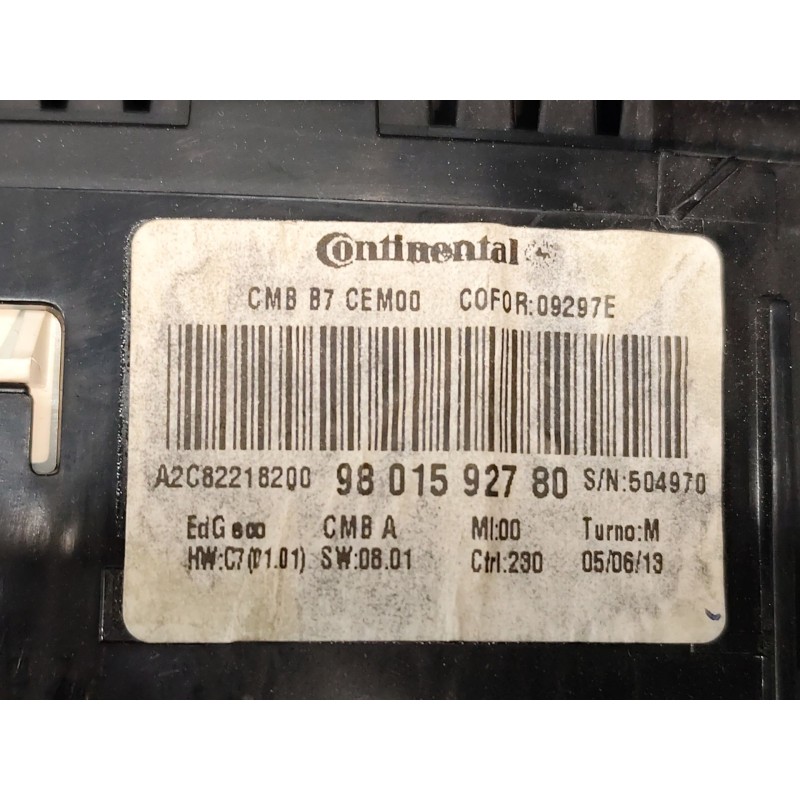 Continental
CMB B7 CEM00 COFOR:09297E
A2C82218200 98 015 927 80 S/N:504970
EdG CMB A MI:00 Turno:M
HW:C7(01.01) SW:08.01 Ctrl:230 05/06/13